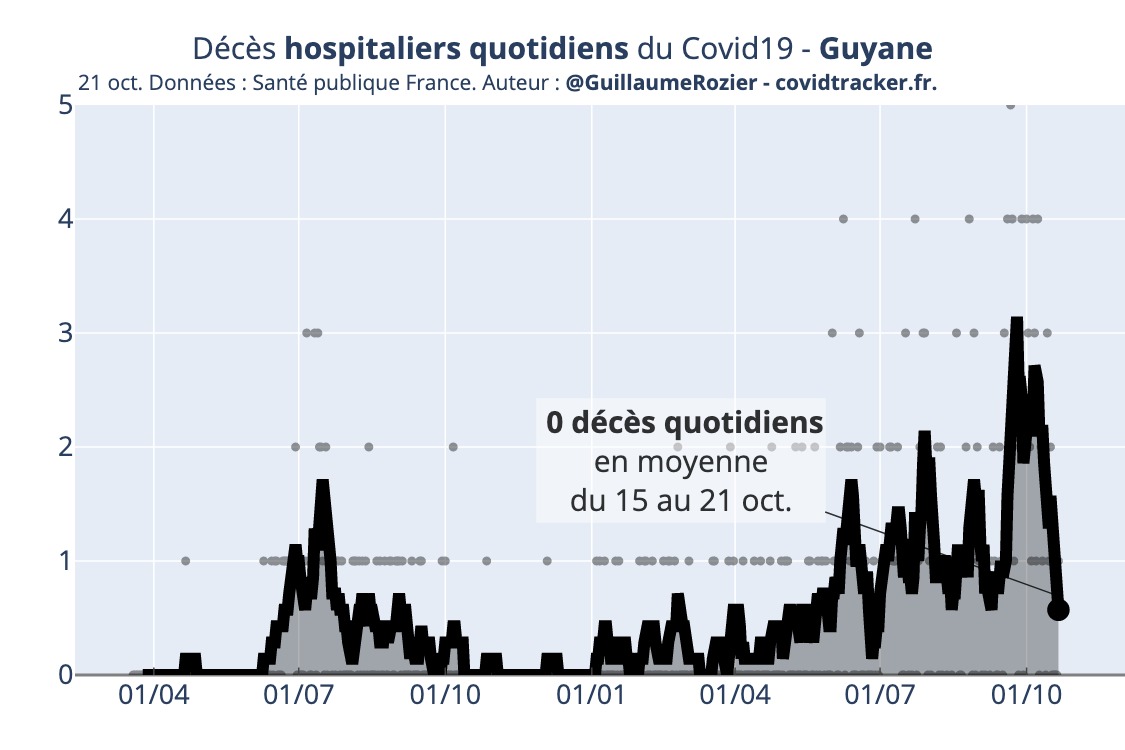 Décès hospitaliers quotidiens du Covid19 - Guyane
21 oct. Données : Santé publique France. Auteur : @GuillaumeRozier - covidtracker.fr.
5
4
3
2
1
0
0 décès quotidiens
en moyenne
du 15 au 21 oct.
01/04 01/07 01/10 01/01 01/04 01/07 01/10